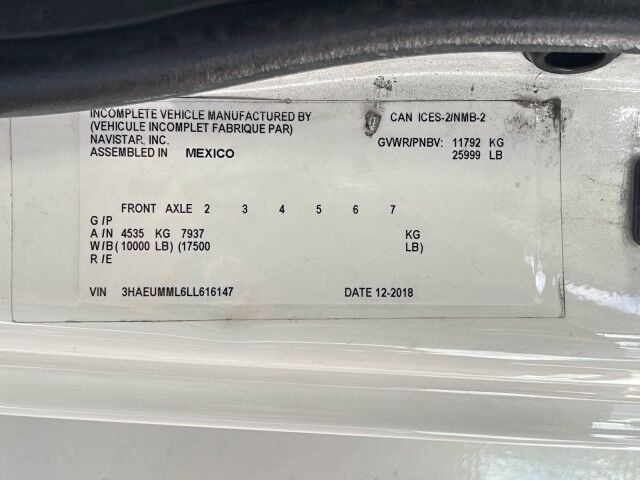 INCOMPLETE VEHICLE MANUFACTURED BY
(VEHICULE INCOMPLET FABRIQUE PAR)
NAVISTAR, INC.
ASSEMBLED IN MEXICO
CAN ICES-2/NMB-2
GVWR/PNBV: 11792 KG
25999 LB
FRONT AXLE 2 3 4 5 6 7
G /P
A /N 4535 KG 7937 KG
W/B (10000 LB) (17500 LB)
R /E
VIN 3HAEUMML6LL616147 DATE 12-2018